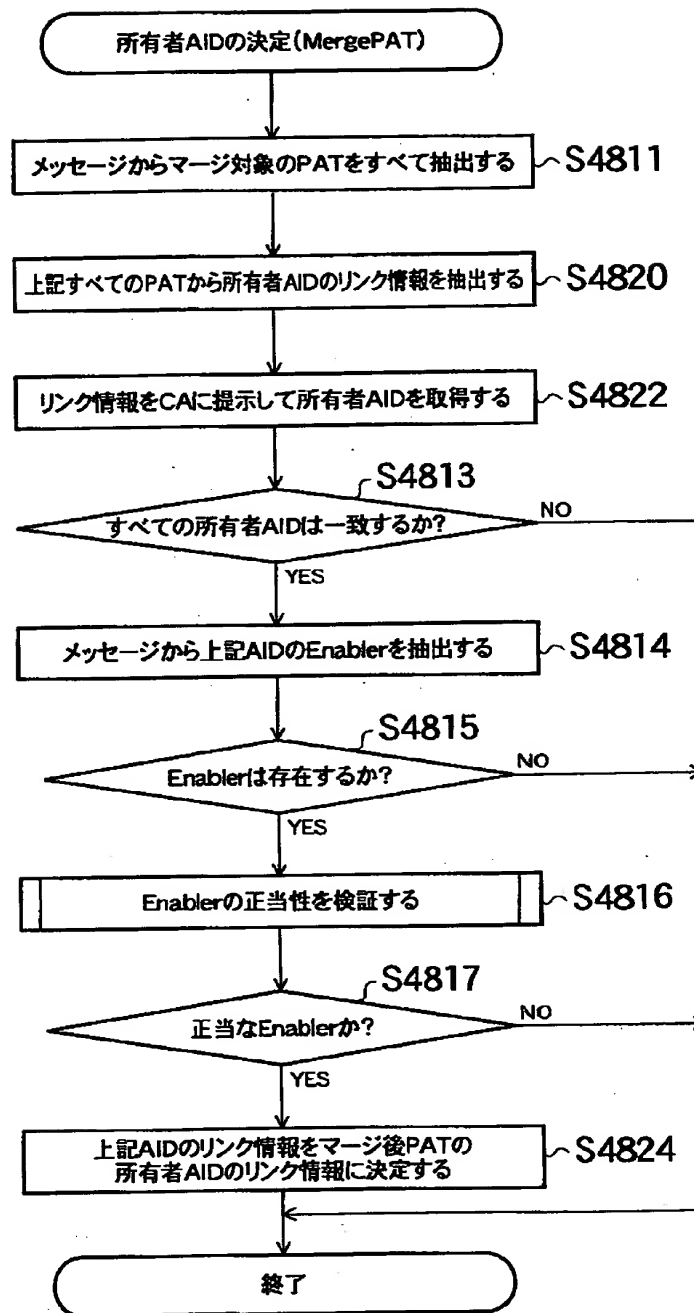 所有者AIDの決定(MergePAT)
メッセージからマージ対象のPATをすべて抽出する
S4811
上記すべてのPATから所有者AIDのリンク情報を抽出する
S4820
リンク情報をCAに提示して所有者AIDを取得する
S4822
S4813
すべての所有者AIDは一致するか?
NO
YES
メッセージから上記AIDのEnablerを抽出する
S4814
S4815
Enablerは存在するか?
NO
YES
Enablerの正当性を検証する
S4816
S4817
正当なEnablerか?
NO
YES
上記AIDのリンク情報をマージ後PATの
所有者AIDのリンク情報に決定する
S4824
終了